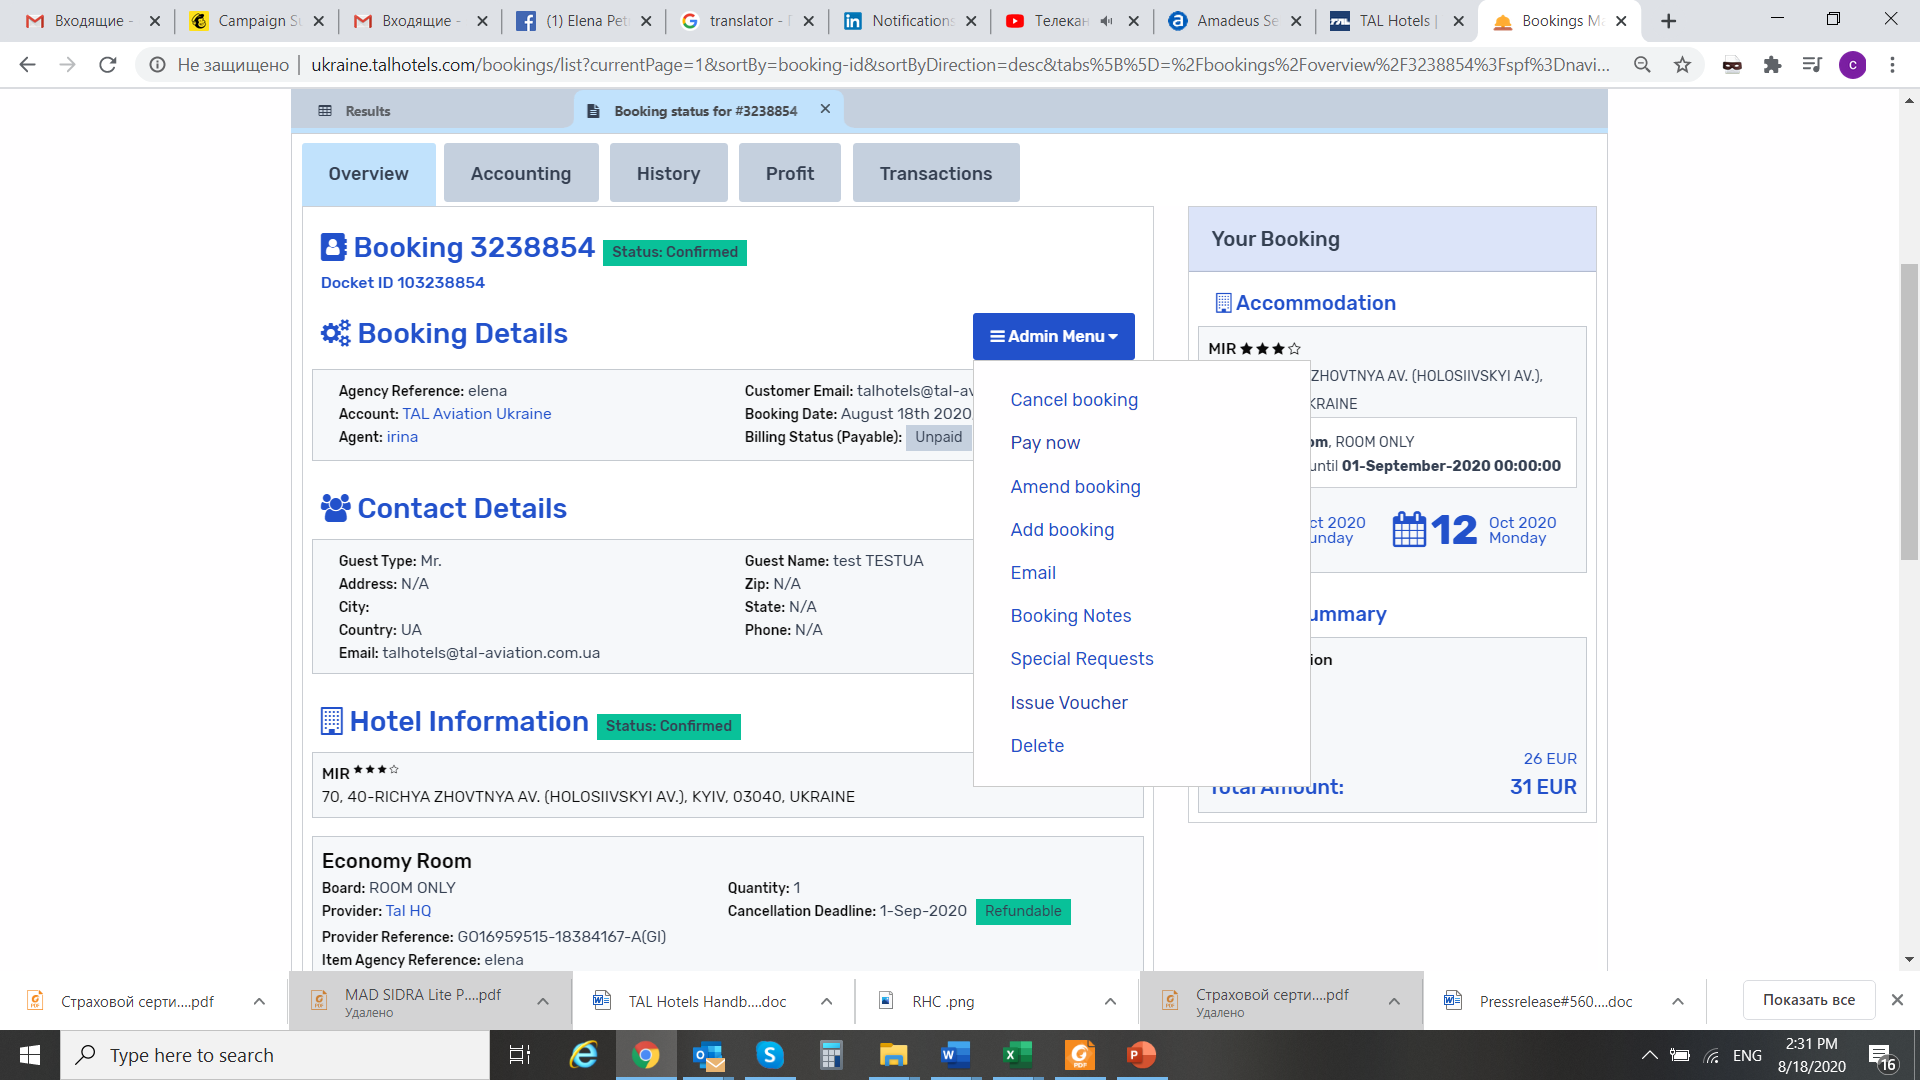 Входящие -
Campaign Su
Входящие -
(1) Elena Pet
translator -
Notifications
Телекан
Amadeus Se
TAL Hotels |
Bookings Ma
Не защищено | ukraine.talhotels.com/bookings/list?currentPage=1&sortBy=booking-id&sortByDirection=desc&tabs%5B%5D=%2Fbookings%2Foverview%2F3238854%3Fspf%3Dnavi...
Results
Booking status for #3238854
Overview
Accounting
History
Profit
Transactions
Booking 3238854 Status: Confirmed
Docket ID 103238854
Booking Details
Admin Menu
Agency Reference: elena
Account: TAL Aviation Ukraine
Agent: irina
Customer Email: talhotels@tal-av
Booking Date: August 18th 2020
Billing Status (Payable): Unpaid
Cancel booking
Pay now
Amend booking
Add booking
Email
Booking Notes
Special Requests
Issue Voucher
Delete
Contact Details
Guest Type: Mr.
Address: N/A
City:
Country: UA
Email: talhotels@tal-aviation.com.ua
Guest Name: test TESTUA
Zip: N/A
State: N/A
Phone: N/A
Hotel Information Status: Confirmed
MIR
70, 40-RICHYA ZHOVTNYA AV. (HOLOSIIVSKYI AV.), KYIV, 03040, UKRAINE
Economy Room
Board: ROOM ONLY
Provider: Tal HQ
Provider Reference: GO16959515-18384167-A(GI)
Item Agency Reference: elena
Quantity: 1
Cancellation Deadline: 1-Sep-2020 Refundable
Your Booking
Accommodation
MIR
ZHOVTNYA AV. (HOLOSIIVSKYI AV.),
KRAINE
om, ROOM ONLY
until 01-September-2020 00:00:00
ct 2020
unday
12
Oct 2020
Monday
ummary
ion
26 EUR
Total Amount: 31 EUR
Страховой серти....pdf
MAD SIDRA Lite P....pdf
Удалено
TAL Hotels Handb....doc
RHC .png
Страховой серти....pdf
Удалено
Pressrelease#560....doc
Показать все
Type here to search
ENG
2:31 PM
8/18/2020
16